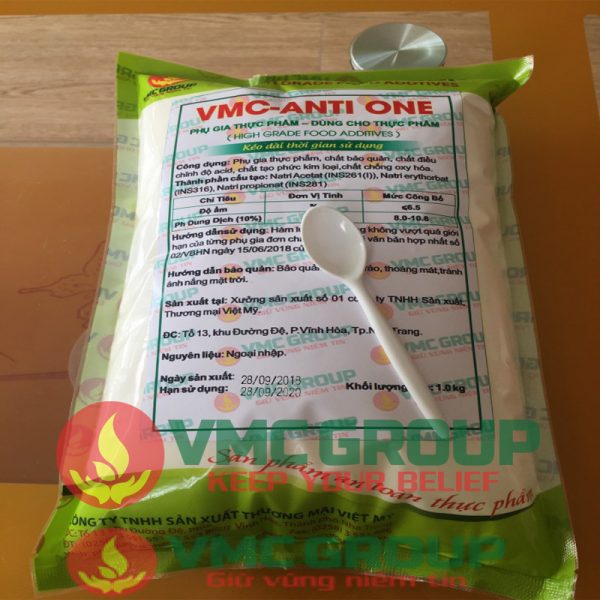 VMC GROUP
GRADE FOOD ADDITIVES
VMC-ANTI ONE
PHỤ GIA THỰC PHẨM – DÙNG CHO THỰC PHẨM
( HIGH GRADE FOOD ADDITIVES )
Kéo dài thời gian sử dụng
Công dụng: Phụ gia thực phẩm, chất bảo quản, chất điều
chỉnh độ acid, chất tạo phức kim loại,chất chống oxy hóa.
Thành phần cấu tạo: Natri Acetat (INS261(I)), Natri erythorbat
(INS316), Natri propionat (INS281)
Chỉ Tiêu Đơn Vị Tính Mức Công Bố
Độ ẩm ≤6.5
Ph Dung Dịch (10%) 8.0-10.8
Hướng dẫn sử dụng: Hàm không vượt quá giới
hạn của từng phụ gia đơn văn bản hợp nhất số
02/VBHN ngày 15/06/2018
Hướng dẫn bảo quản: Bảo quản thoáng mát,tránh
ánh nắng mặt trời.
Sản xuất tại: Xưởng sản xuất số 01 ty TNHH Sản xuất
Thương mại Việt Mỹ.
ĐC: Tổ 13, khu Đường Đệ, P.Vĩnh Hòa, Tp. Trang.
Nguyên liệu: Ngoại nhập.
Ngày sản xuất: 28/09/2018
Hạn sử dụng: 28/09/2020
Khối lượng 1.0 kg
VMC GROUP
GIỮ VỮNG NIỀM TIN
VMC GROUP
KEEP YOUR BELIEF
Sản phẩm an toàn thực phẩm
CÔNG TY TNHH SẢN XUẤT THƯƠNG MẠI VIỆT MỸ
VMC GROUP
Giữ vững niềm tin